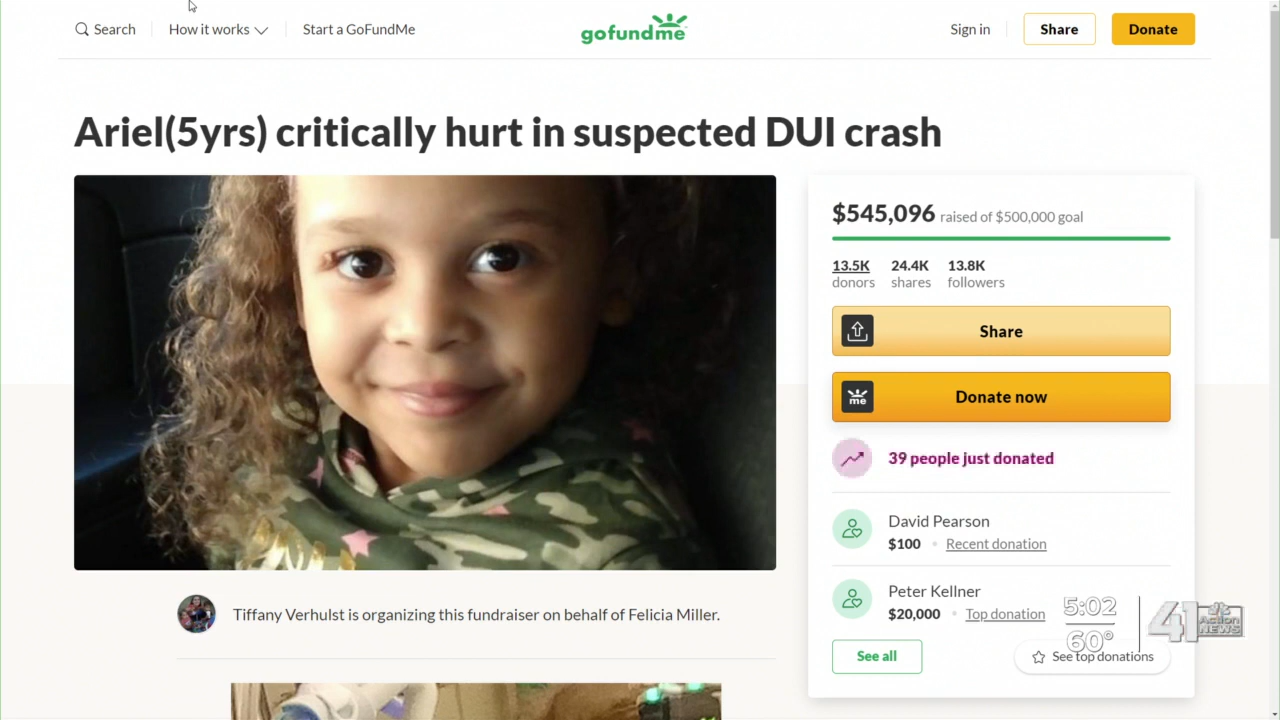 Search
How it works
Start a GoFundMe
gofundme
Sign in
Share
Donate
Ariel(5yrs) critically hurt in suspected DUI crash
$545,096 raised of $500,000 goal
13.5K 24.4K 13.8K
donors shares followers
Share
me Donate now
39 people just donated
David Pearson
$100 • Recent donation
Peter Kellner
$20,000 • Top donation
Tiffany Verhulst is organizing this fundraiser on behalf of Felicia Miller.
See all
See top donations
5:02
60°
41 Action NEWS